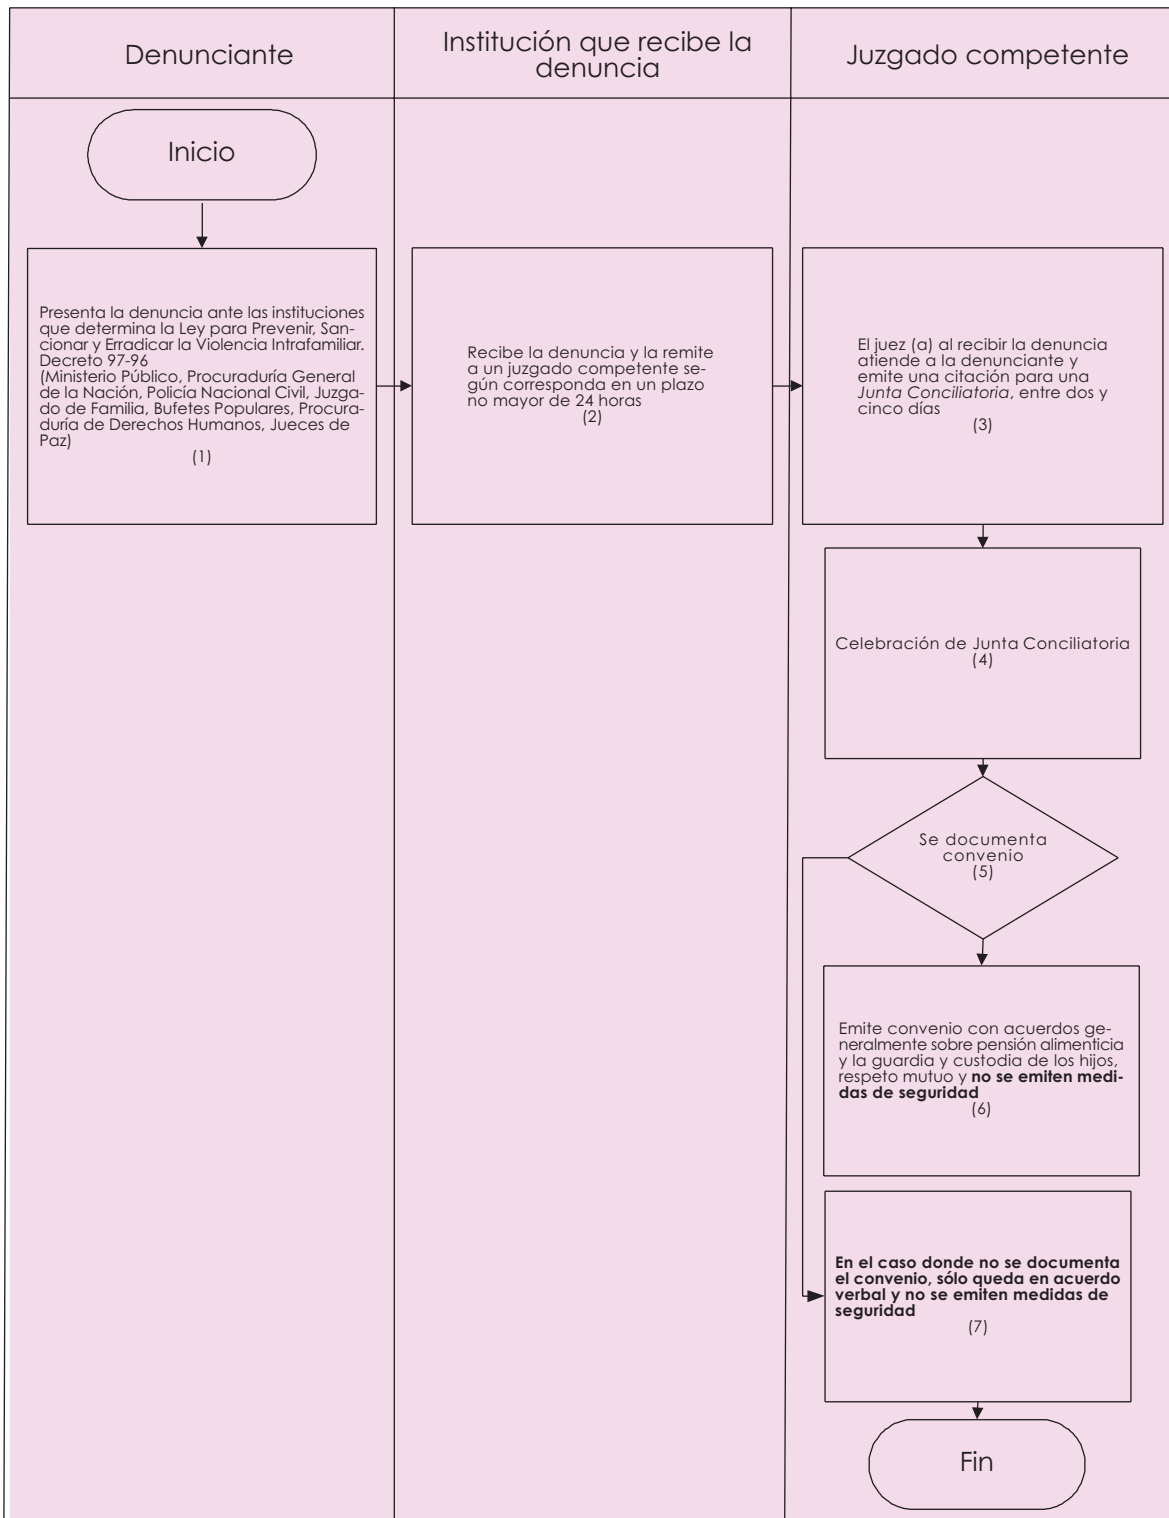 Denunciante
Institución que recibe la
denuncia
Juzgado competente
Inicio
Presenta la denuncia ante las instituciones
que determina la Ley para Prevenir, San-
cionar y Erradicar la Violencia Intrafamiliar.
Decreto 97-96
(Ministerio Público, Procuraduría General
de la Nación, Policía Nacional Civil, Juzga-
do de Familia, Bufetes Populares, Procura-
duría de Derechos Humanos, Jueces de
Paz)
(1)
Recibe la denuncia y la remite
a un juzgado competente se-
gún corresponda en un plazo
no mayor de 24 horas
(2)
El juez (a) al recibir la denuncia
atiende a la denunciante y
emite una citación para una
Junta Conciliatoria, entre dos y
cinco días
(3)
Celebración de Junta Conciliatoria
(4)
Se documenta
convenio
(5)
Emite convenio con acuerdos ge-
neralmente sobre pensión alimenticia
y la guardia y custodia de los hijos,
respeto mutuo y no se emiten medi-
das de seguridad
(6)
En el caso donde no se documenta
el convenio, sólo queda en acuerdo
verbal y no se emiten medidas de
seguridad
(7)
Fin